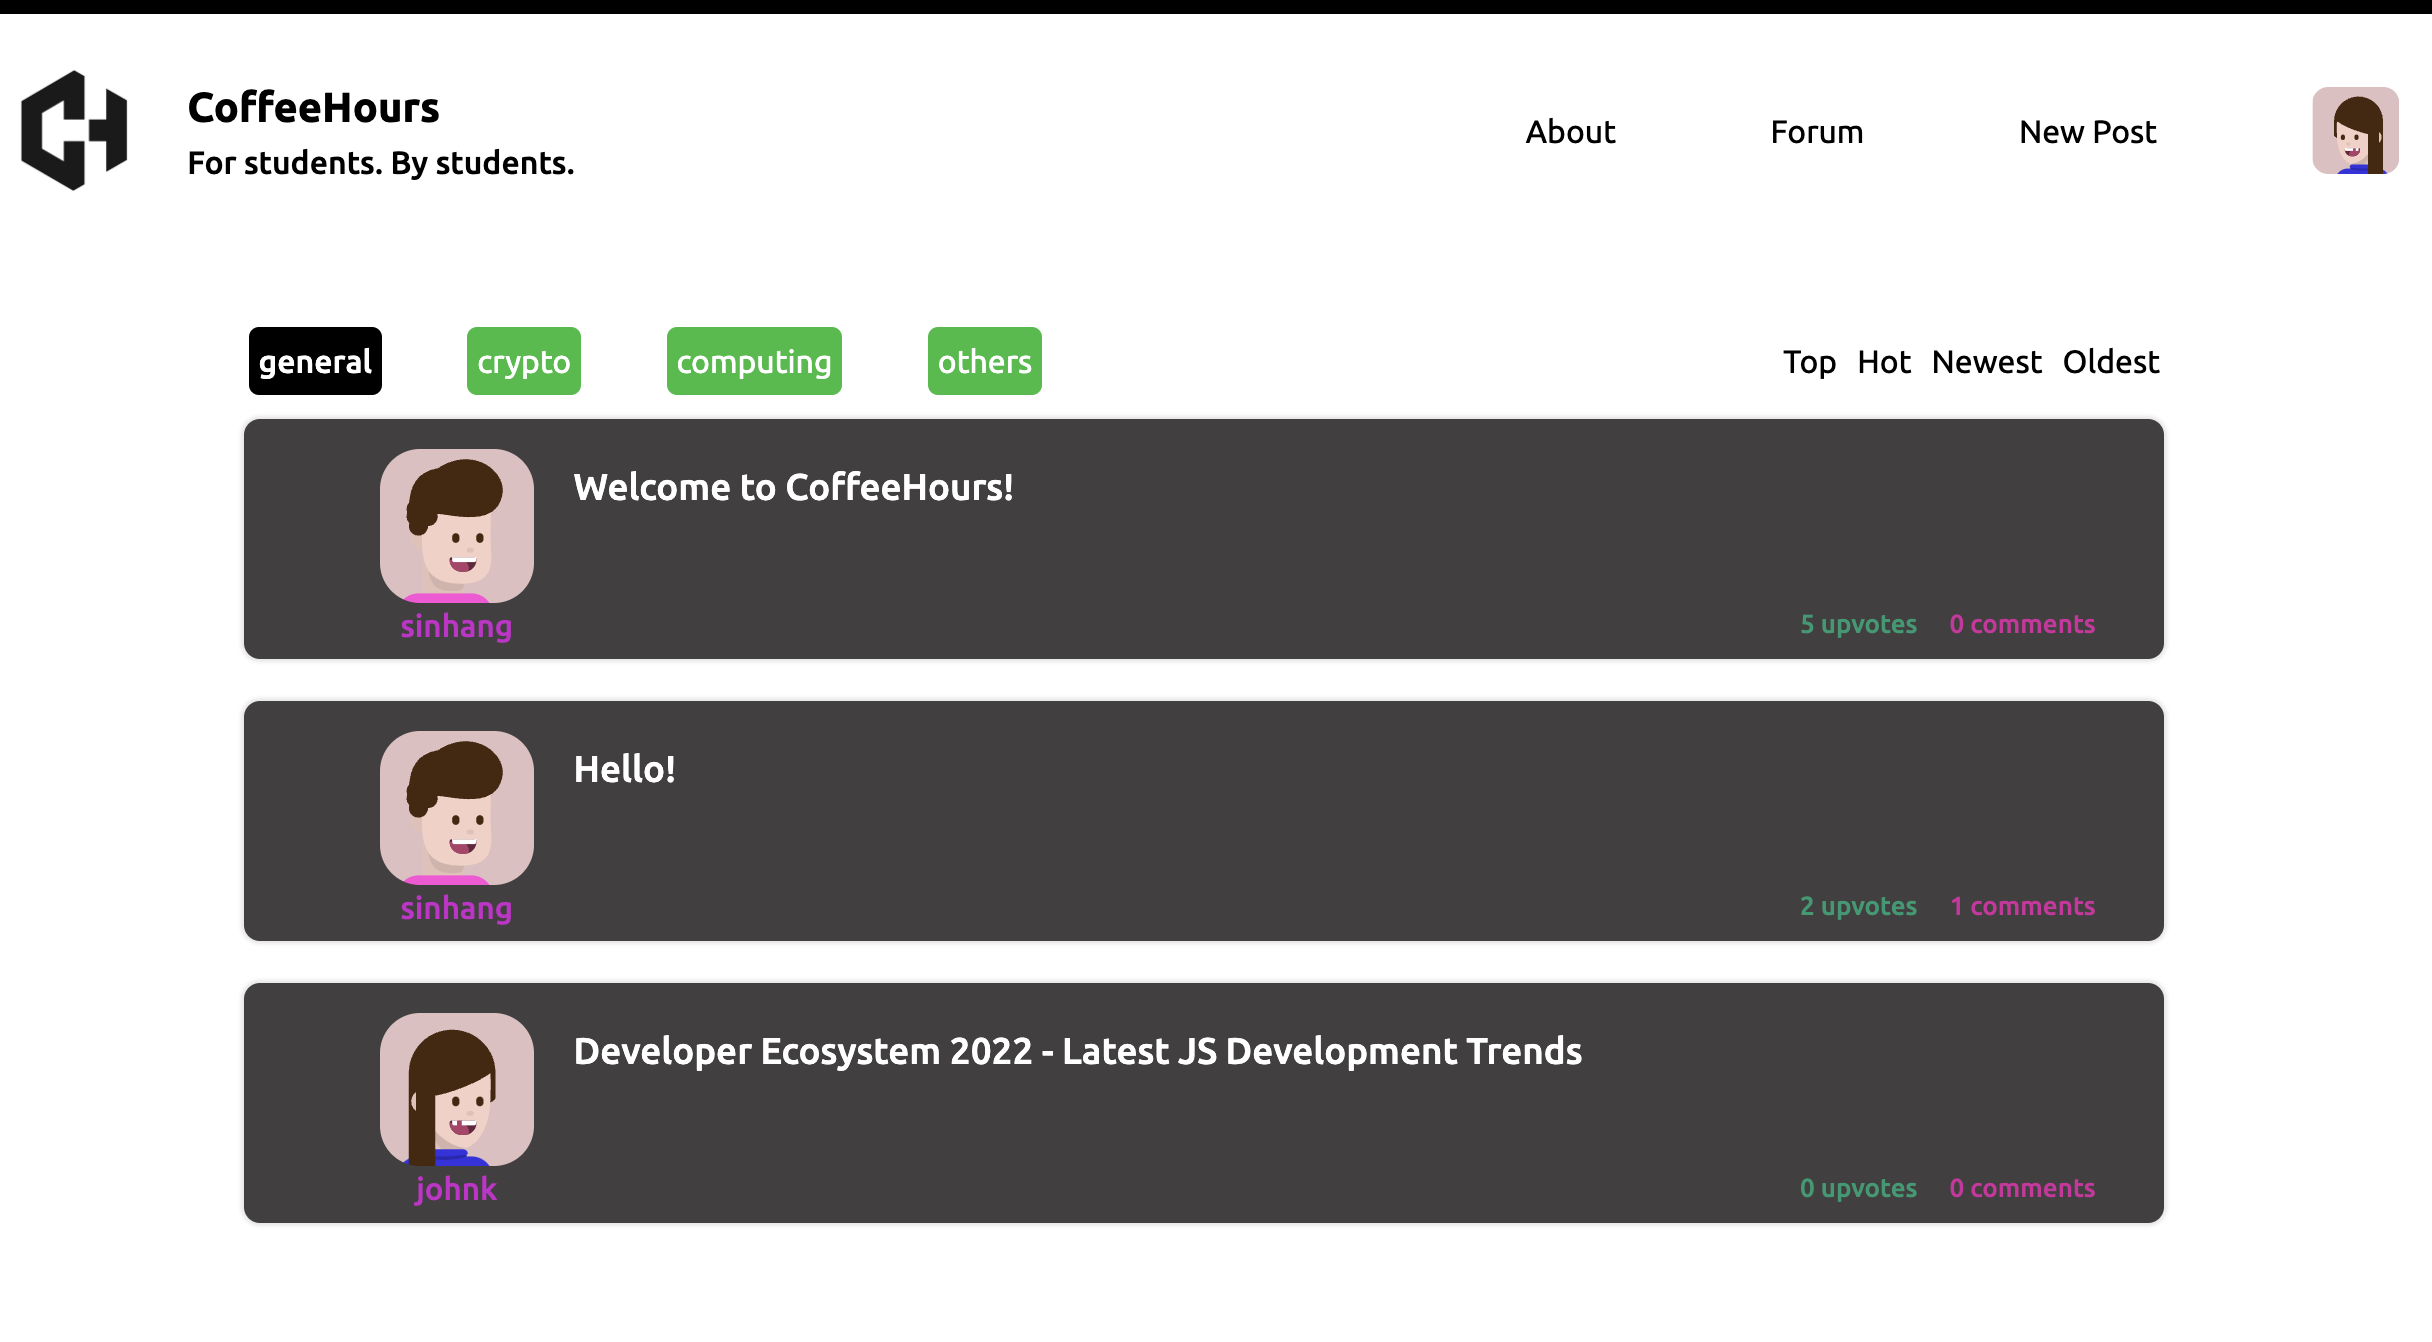 CoffeeHours
For students. By students.
About Forum New Post
general crypto computing others Top Hot Newest Oldest
Welcome to CoffeeHours!
sinhang
5 upvotes 0 comments
Hello!
sinhang
2 upvotes 1 comments
Developer Ecosystem 2022 - Latest JS Development Trends
johnk
0 upvotes 0 comments